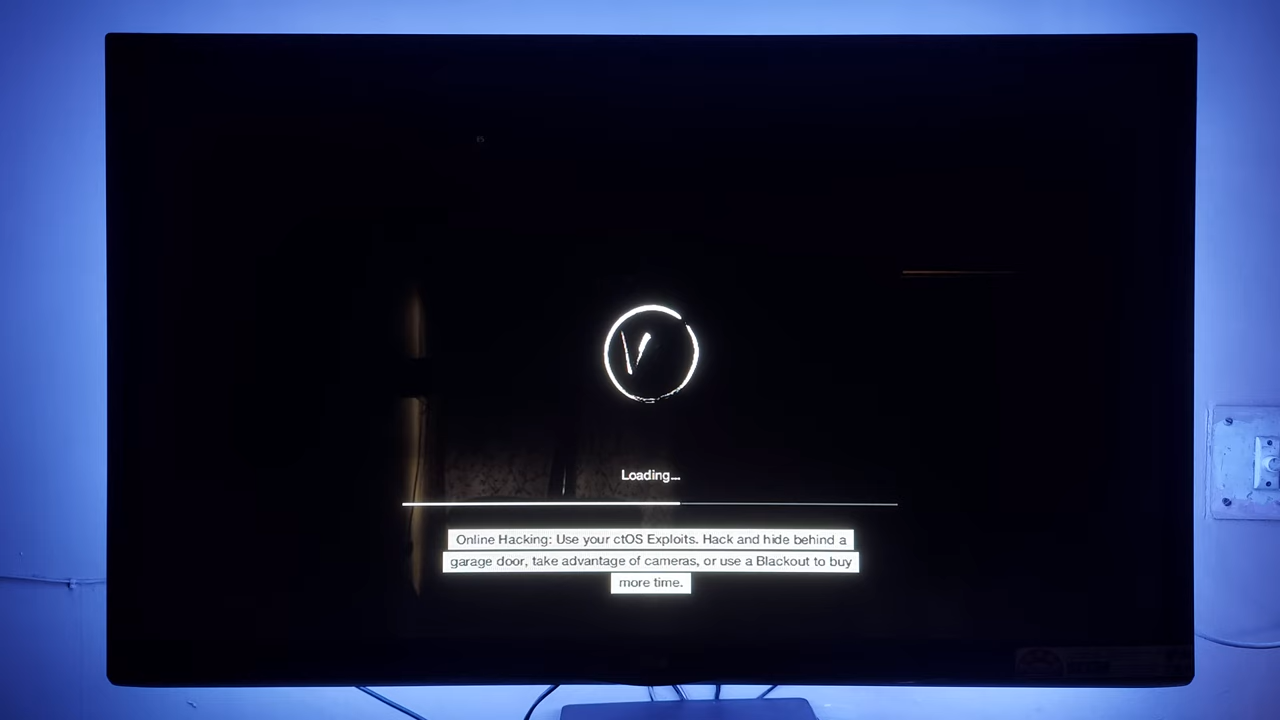 Loading...
Online Hacking: Use your ctOS Exploits. Hack and hide behind a
garage door, take advantage of cameras, or use a Blackout to buy
more time.